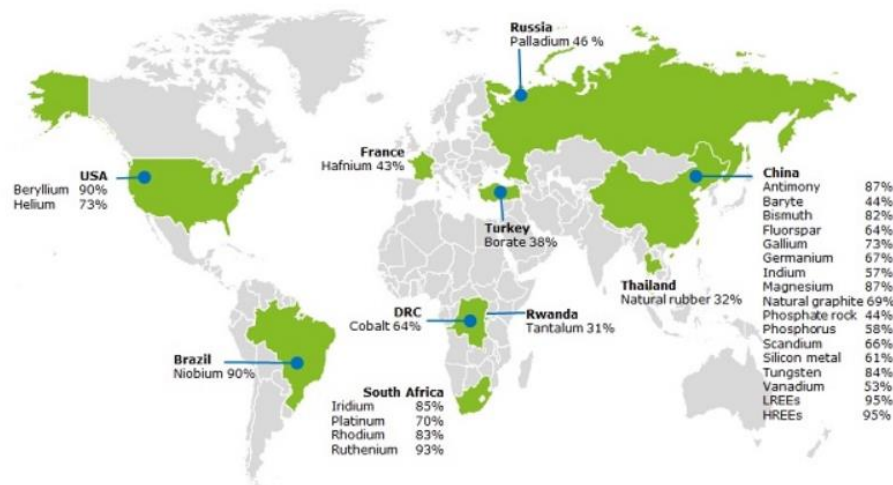 Russia
Palladium 46 %
France
Hafnium 43%
USA
Beryllium 90%
Helium 73%
Turkey
Borate 38%
China
Antimony 87%
Baryte 44%
Bismuth 82%
Fluorspar 64%
Gallium 73%
Germanium 67%
Indium 57%
Magnesium 87%
Natural graphite 69%
Phosphate rock 44%
Phosphorus 58%
Scandium 66%
Silicon metal 61%
Tungsten 84%
Vanadium 53%
LREEs 95%
HREEs 95%
Thailand
Natural rubber 32%
DRC
Cobalt 64%
Rwanda
Tantalum 31%
Brazil
Niobium 90%
South Africa
Iridium 85%
Platinum 70%
Rhodium 83%
Ruthenium 93%